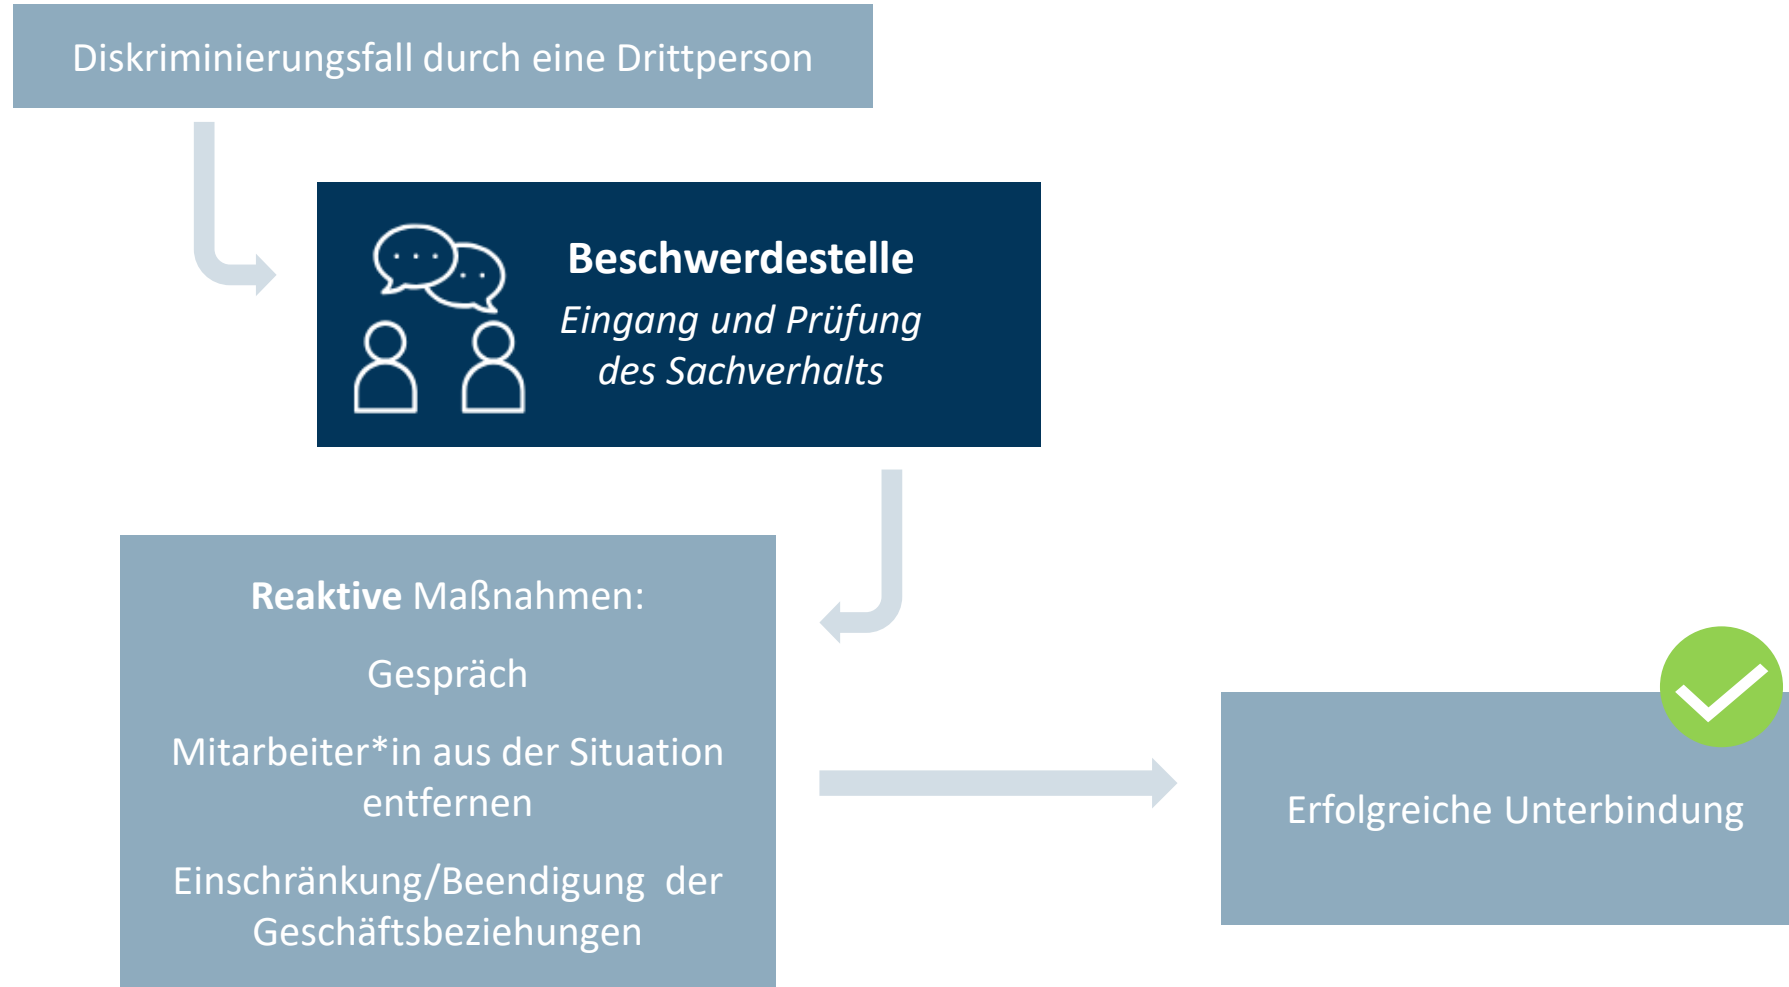 Diskriminierungsfall durch eine Drittperson
Beschwerdestelle
Eingang und Prüfung
des Sachverhalts
Reaktive Maßnahmen:
Gespräch
Mitarbeiter*in aus der Situation
entfernen
Einschränkung/Beendigung  der
Geschäftsbeziehungen
Erfolgreiche Unterbindung